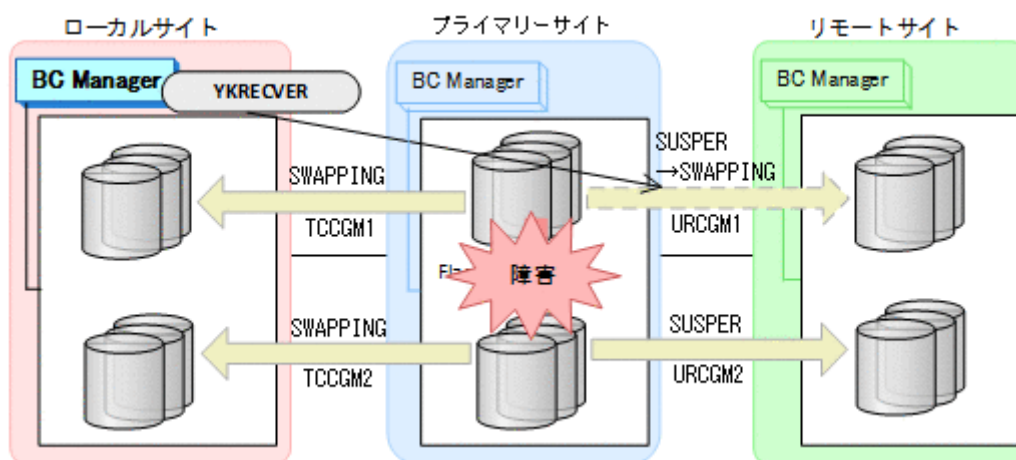 ローカルサイト
プライマリーサイト
リモートサイト
BC Manager
YKRECVER
BC Manager
BC Manager
SUSPER
→SWAPPING
SWAPPING
TCCGM1
URCGM1
障害
SWAPPING
SUSPER
TCCGM2
URCGM2